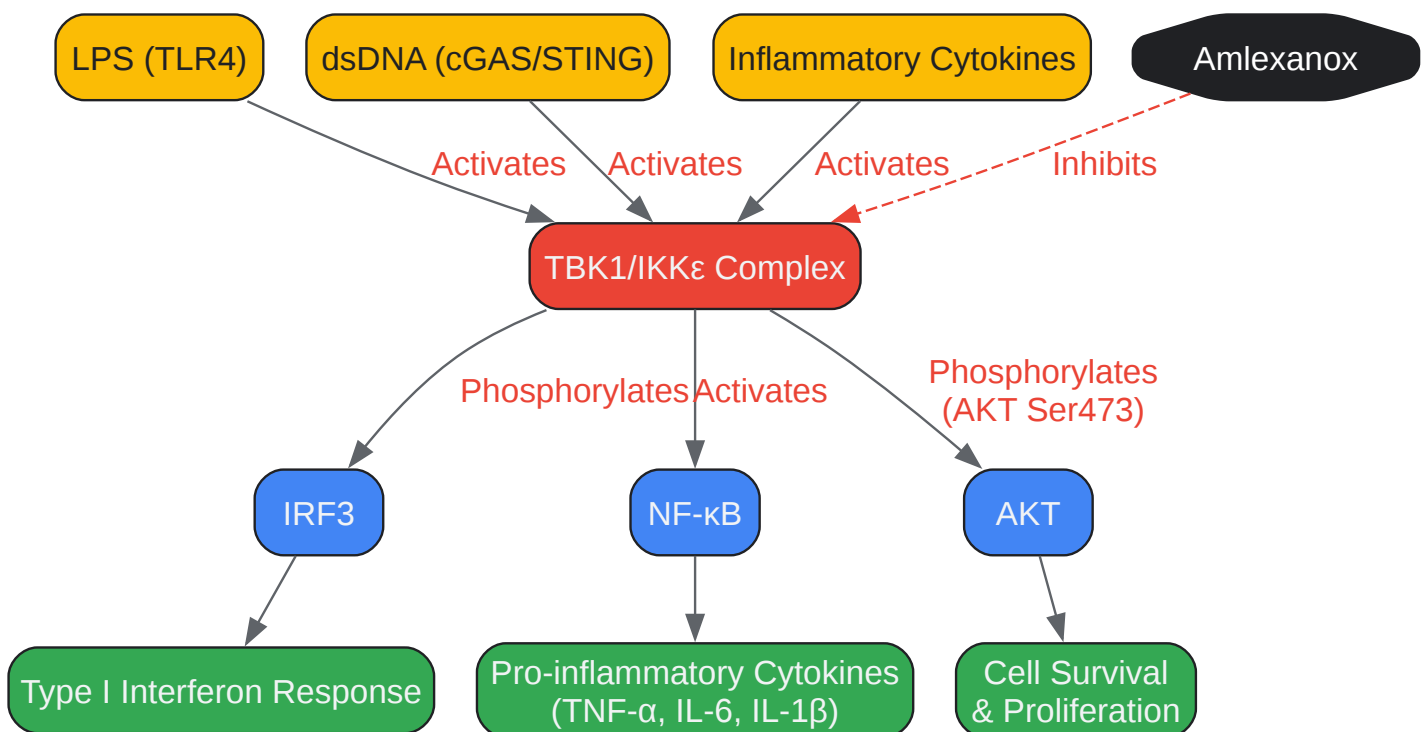 LPS (TLR4)
dsDNA (cGAS/STING)
Inflammatory Cytokines
Amlexanox
Activates
Activates
Activates
Inhibits
TBK1/IKKε Complex
Phosphorylates
Activates
Phosphorylates
(AKT Ser473)
IRF3
NF-κB
AKT
Type I Interferon Response
Pro-inflammatory Cytokines
(TNF-α, IL-6, IL-1β)
Cell Survival
& Proliferation